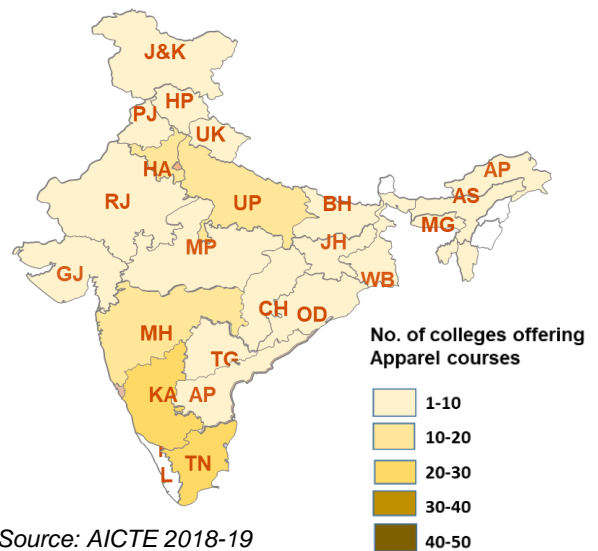 J&K
HP
PJ
UK
HA
AP
RJ
UP
BH
AS
MG
MP
JH
GJ
WB
CH
OD
MH
TG
KA
AP
TN
L
No. of colleges offering
Apparel courses
1-10
10-20
20-30
30-40
40-50
Source: AICTE 2018-19